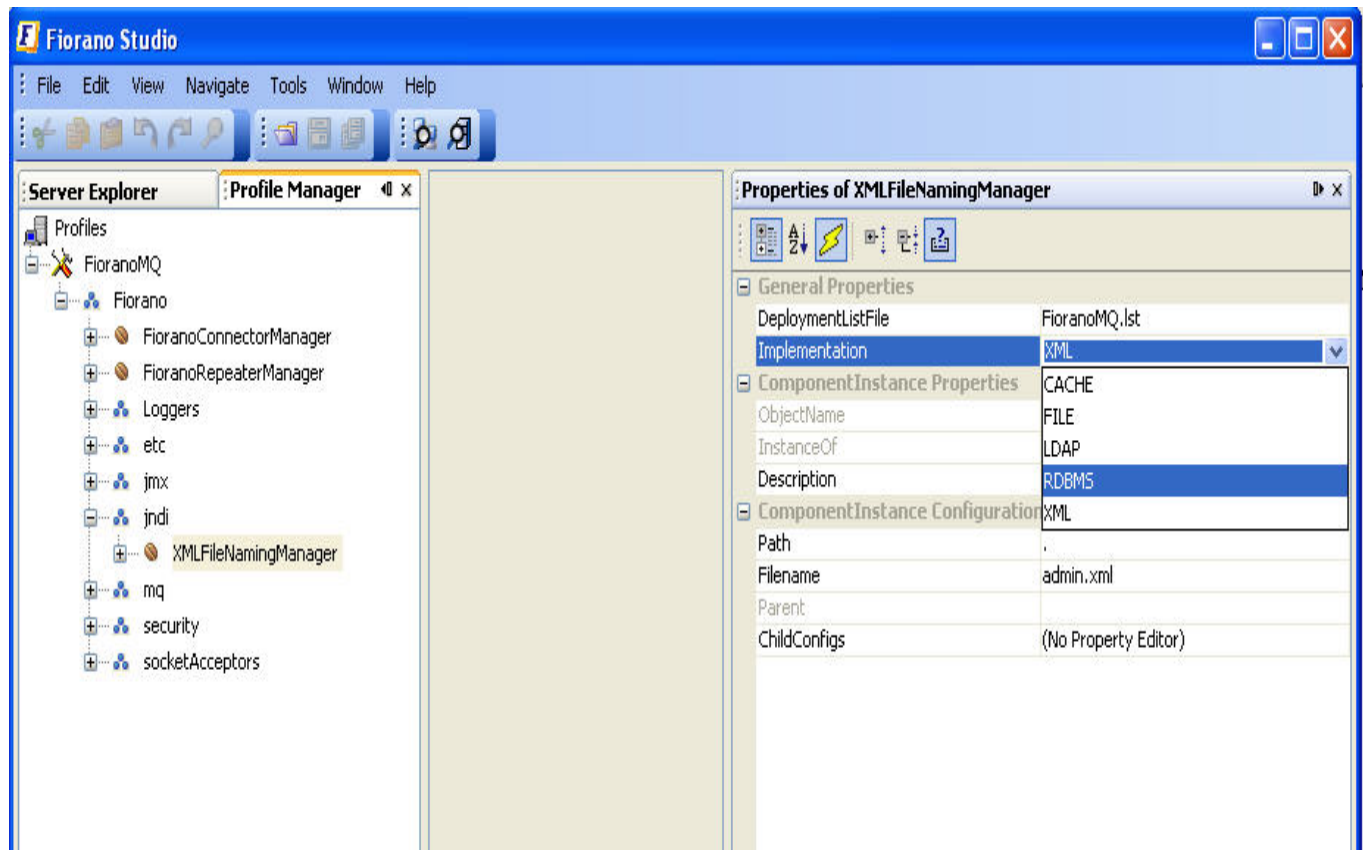 Fiorano Studio
File Edit View Navigate Tools Window Help
Server Explorer
Profile Manager
Profiles
FioranoMQ
Fiorano
FioranoConnectorManager
FioranoRepeaterManager
Loggers
etc
jmx
jndi
XMLFileNamingManager
mq
security
socketAcceptors
Properties of XMLFileNamingManager
General Properties
DeploymentListFile FioranoMQ.lst
Implementation XML
CACHE
FILE
LDAP
RDBMS
XML
ComponentInstance Properties
ObjectName
InstanceOf
Description
ComponentInstance Configuration
Path .
Filename admin.xml
Parent
ChildConfigs (No Property Editor)